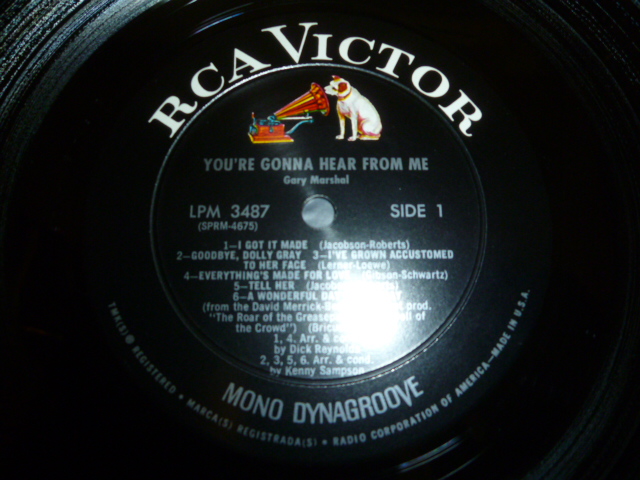 RCA VICTOR
YOU'RE GONNA HEAR FROM ME
Gary Marshal
LPM 3487
(SPRM-4675)
SIDE 1
1—I GOT IT MADE (Jacobson-Roberts)
2—GOODBYE, DOLLY GRAY 3—I'VE GROWN ACCUSTOMED
TO HER FACE (Lerner-Loewe)
4—EVERYTHING'S MADE FOR LOVE (Gibson-Schwartz)
5—TELL HER
6—A WONDERFUL
(from the David prod.
"The Roar of the of
the Crowd")
1, 4. Arr. &
by Dick
2, 3, 5, 6. Arr. & cond.
by Kenny Sampson
MONO DYNAGROOVE
TMK(S) ® REGISTERED • MARCA(S) REGISTRADA(S) • RADIO CORPORATION OF AMERICA—MADE IN U.S.A.